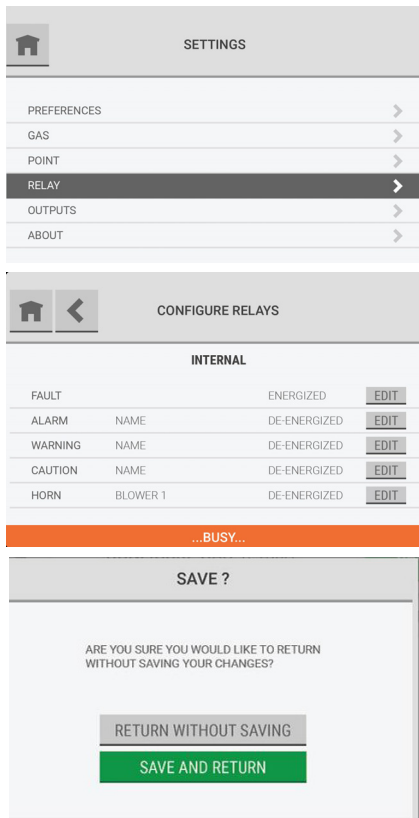 SETTINGS
PREFERENCES
GAS
POINT
RELAY
OUTPUTS
ABOUT
CONFIGURE RELAYS
INTERNAL
FAULT ENERGIZED EDIT
ALARM NAME DE-ENERGIZED EDIT
WARNING NAME DE-ENERGIZED EDIT
CAUTION NAME DE-ENERGIZED EDIT
HORN BLOWER 1 DE-ENERGIZED EDIT
...BUSY...
SAVE ?
ARE YOU SURE YOU WOULD LIKE TO RETURN
WITHOUT SAVING YOUR CHANGES?
RETURN WITHOUT SAVING
SAVE AND RETURN